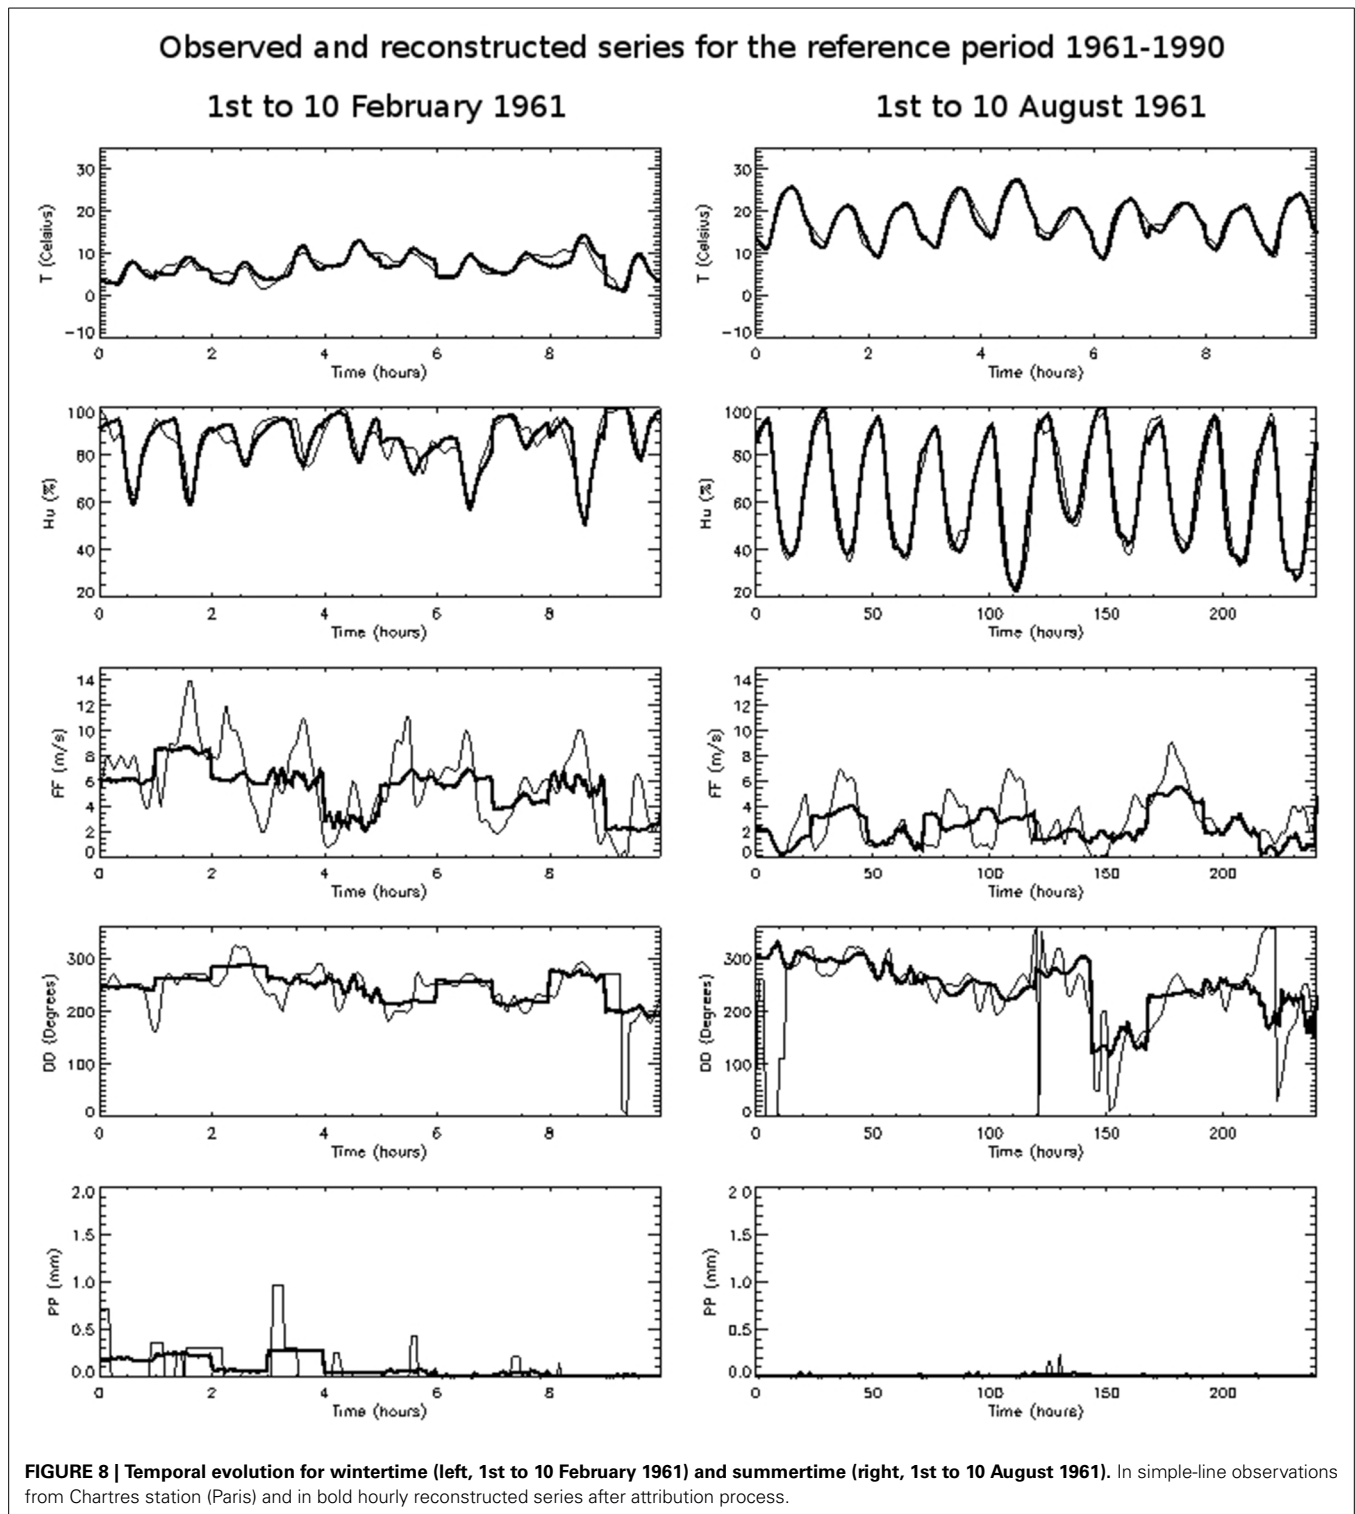 Observed and reconstructed series for the reference period 1961-1990
1st to 10 February 1961
1st to 10 August 1961
T (Celsius)
30
20
10
0
-10
0 2 4 6 8
Time (hours)
T (Celsius)
30
20
10
0
-10
0 2 4 6 8
Time (hours)
Hu (%)
100
80
60
40
20
0 2 4 6 8
Time (hours)
Hu (%)
100
80
60
40
20
0 50 100 150 200
Time (hours)
FF (m/s)
14
12
10
8
6
4
2
0
0 2 4 6 8
Time (hours)
FF (m/s)
14
12
10
8
6
4
2
0
0 50 100 150 200
Time (hours)
DD (Degrees)
300
200
100
0
0 2 4 6 8
Time (hours)
DD (Degrees)
300
200
100
0
0 50 100 150 200
Time (hours)
PP (mm)
2.0
1.5
1.0
0.5
0.0
0 2 4 6 8
Time (hours)
PP (mm)
2 0
1.5
1.0
0.5
0.0
0 50 100 150 200
Time (hours)
FIGURE 8 | Temporal evolution for wintertime (left, 1st to 10 February 1961) and summertime (right, 1st to 10 August 1961). In simple-line observations
from Chartres station (Paris) and in bold hourly reconstructed series after attribution process.